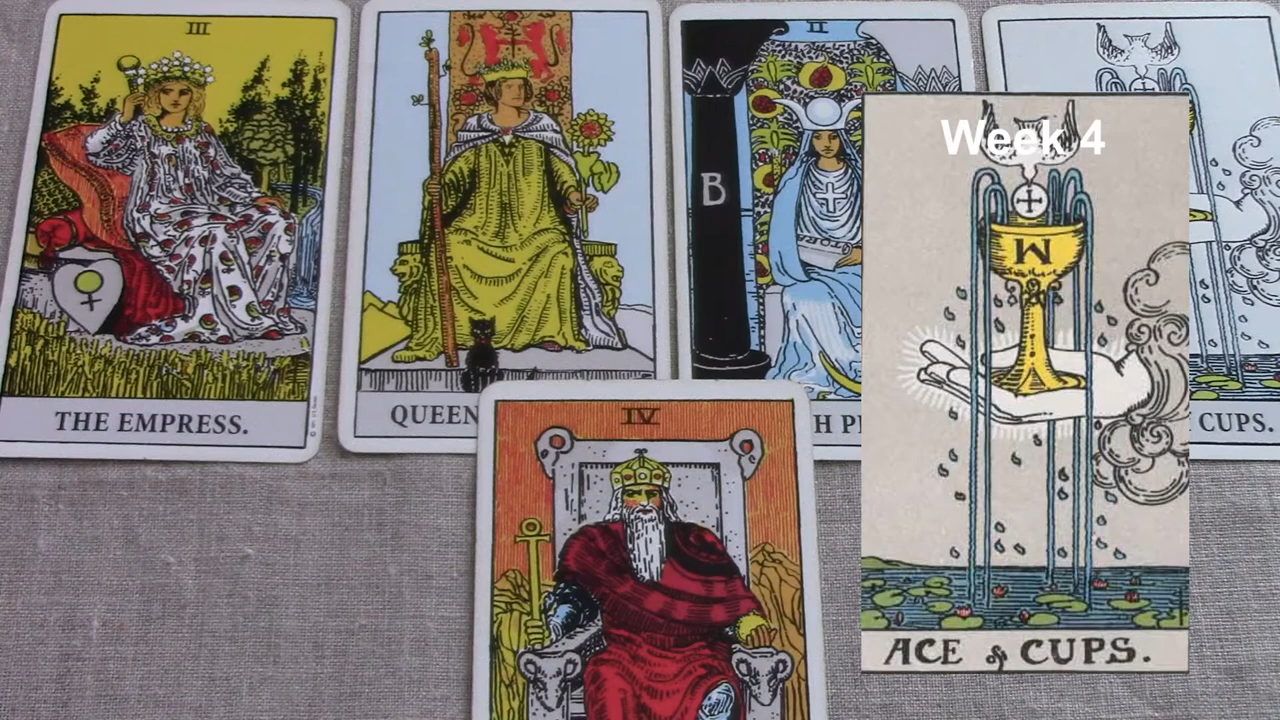 III
II
Week 4
B
M
THE EMPRESS.
QUEEN
H P
CUPS.
IV
ACE of CUPS.